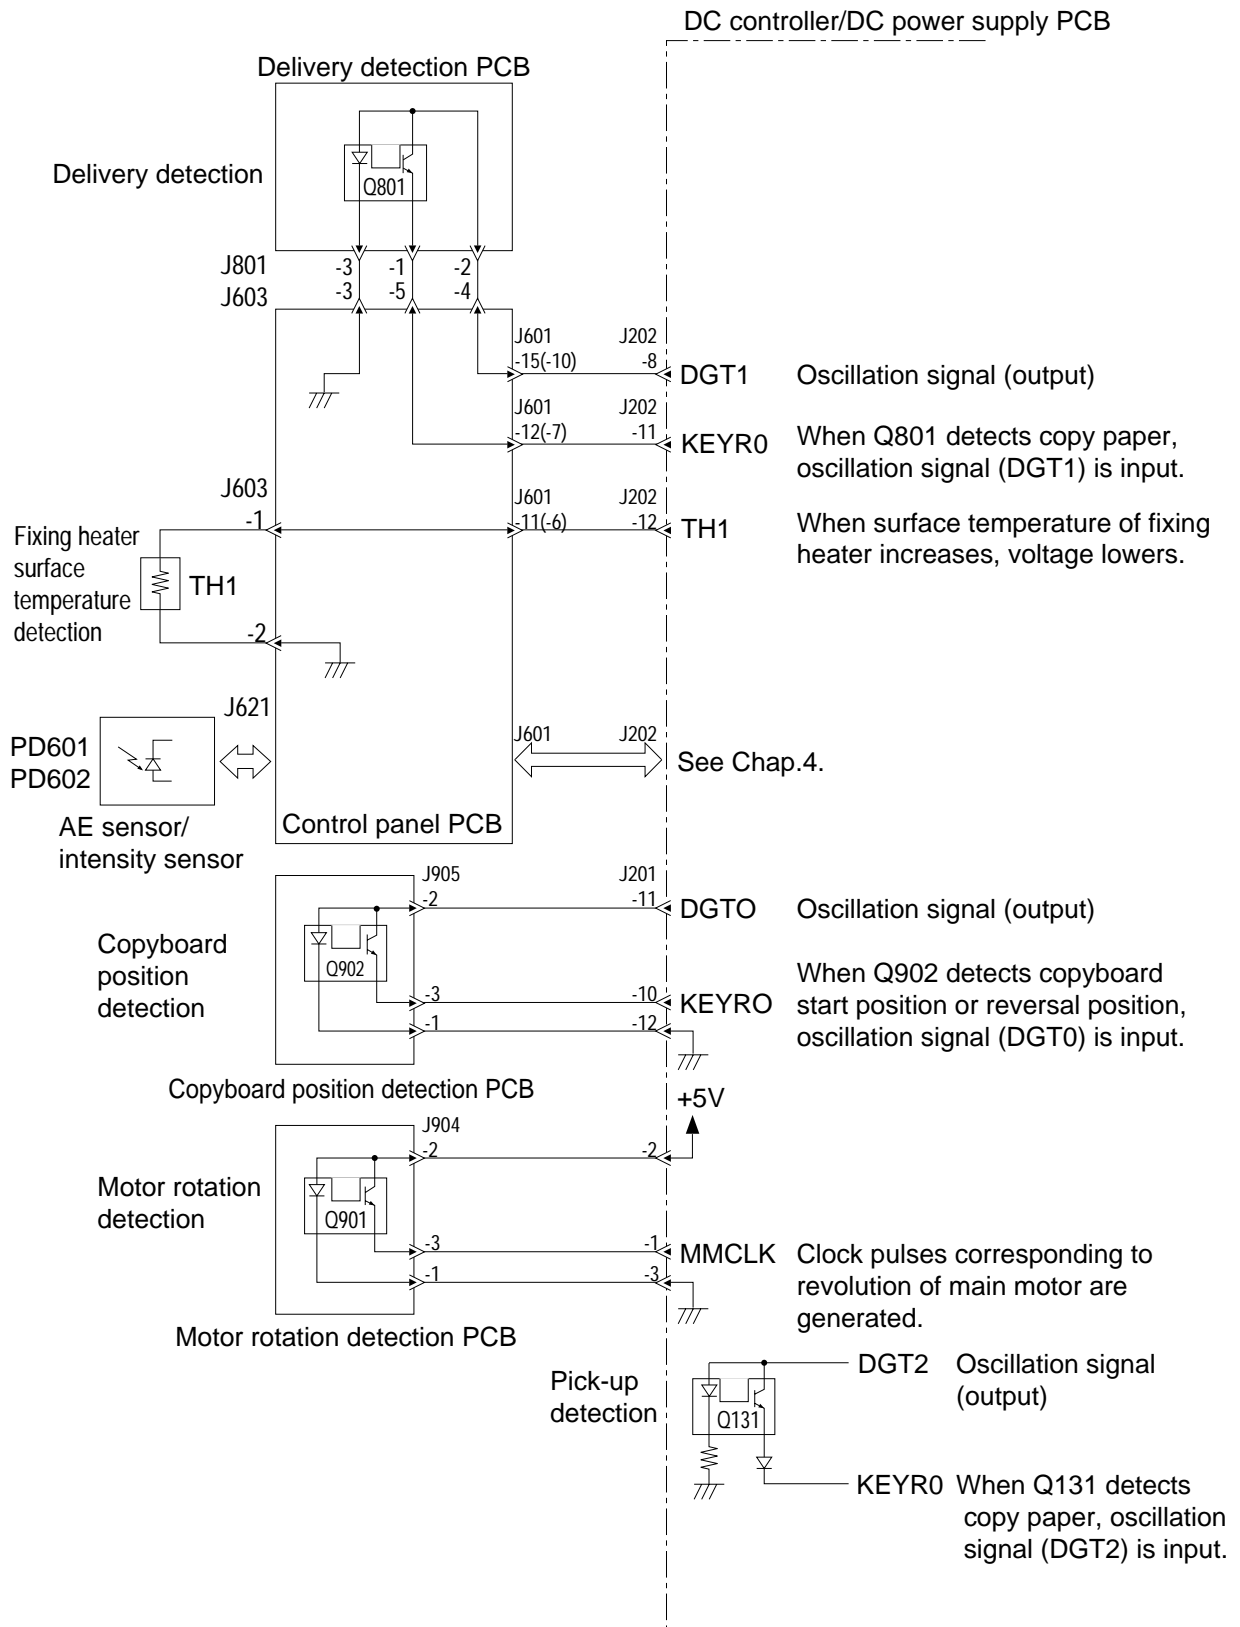 DC controller/DC power supply PCB
Delivery detection PCB
Delivery detection
Q801
J801
-3
-1
-2
J603
-3
-5
-4
J601
J202
-15(-10)
-8
DGT1
Oscillation signal (output)
J601
J202
-12(-7)
-11
KEYR0
When Q801 detects copy paper,
oscillation signal (DGT1) is input.
J603
-1
J601
J202
-11(-6)
-12
TH1
When surface temperature of fixing
heater increases, voltage lowers.
Fixing heater
surface
temperature
detection
TH1
-2
J621
PD601
PD602
J601
J202
See Chap.4.
AE sensor/
intensity sensor
Control panel PCB
J905
J201
-2
-11
DGTO
Oscillation signal (output)
Copyboard
position
detection
Q902
-3
-10
KEYRO
When Q902 detects copyboard
start position or reversal position,
oscillation signal (DGT0) is input.
-1
-12
Copyboard position detection PCB
+5V
J904
-2
-2
Motor rotation
detection
Q901
-3
-1
MMCLK
Clock pulses corresponding to
revolution of main motor are
generated.
-1
-3
Motor rotation detection PCB
Pick-up
detection
DGT2
Oscillation signal
(output)
Q131
KEYR0
When Q131 detects
copy paper, oscillation
signal (DGT2) is input.